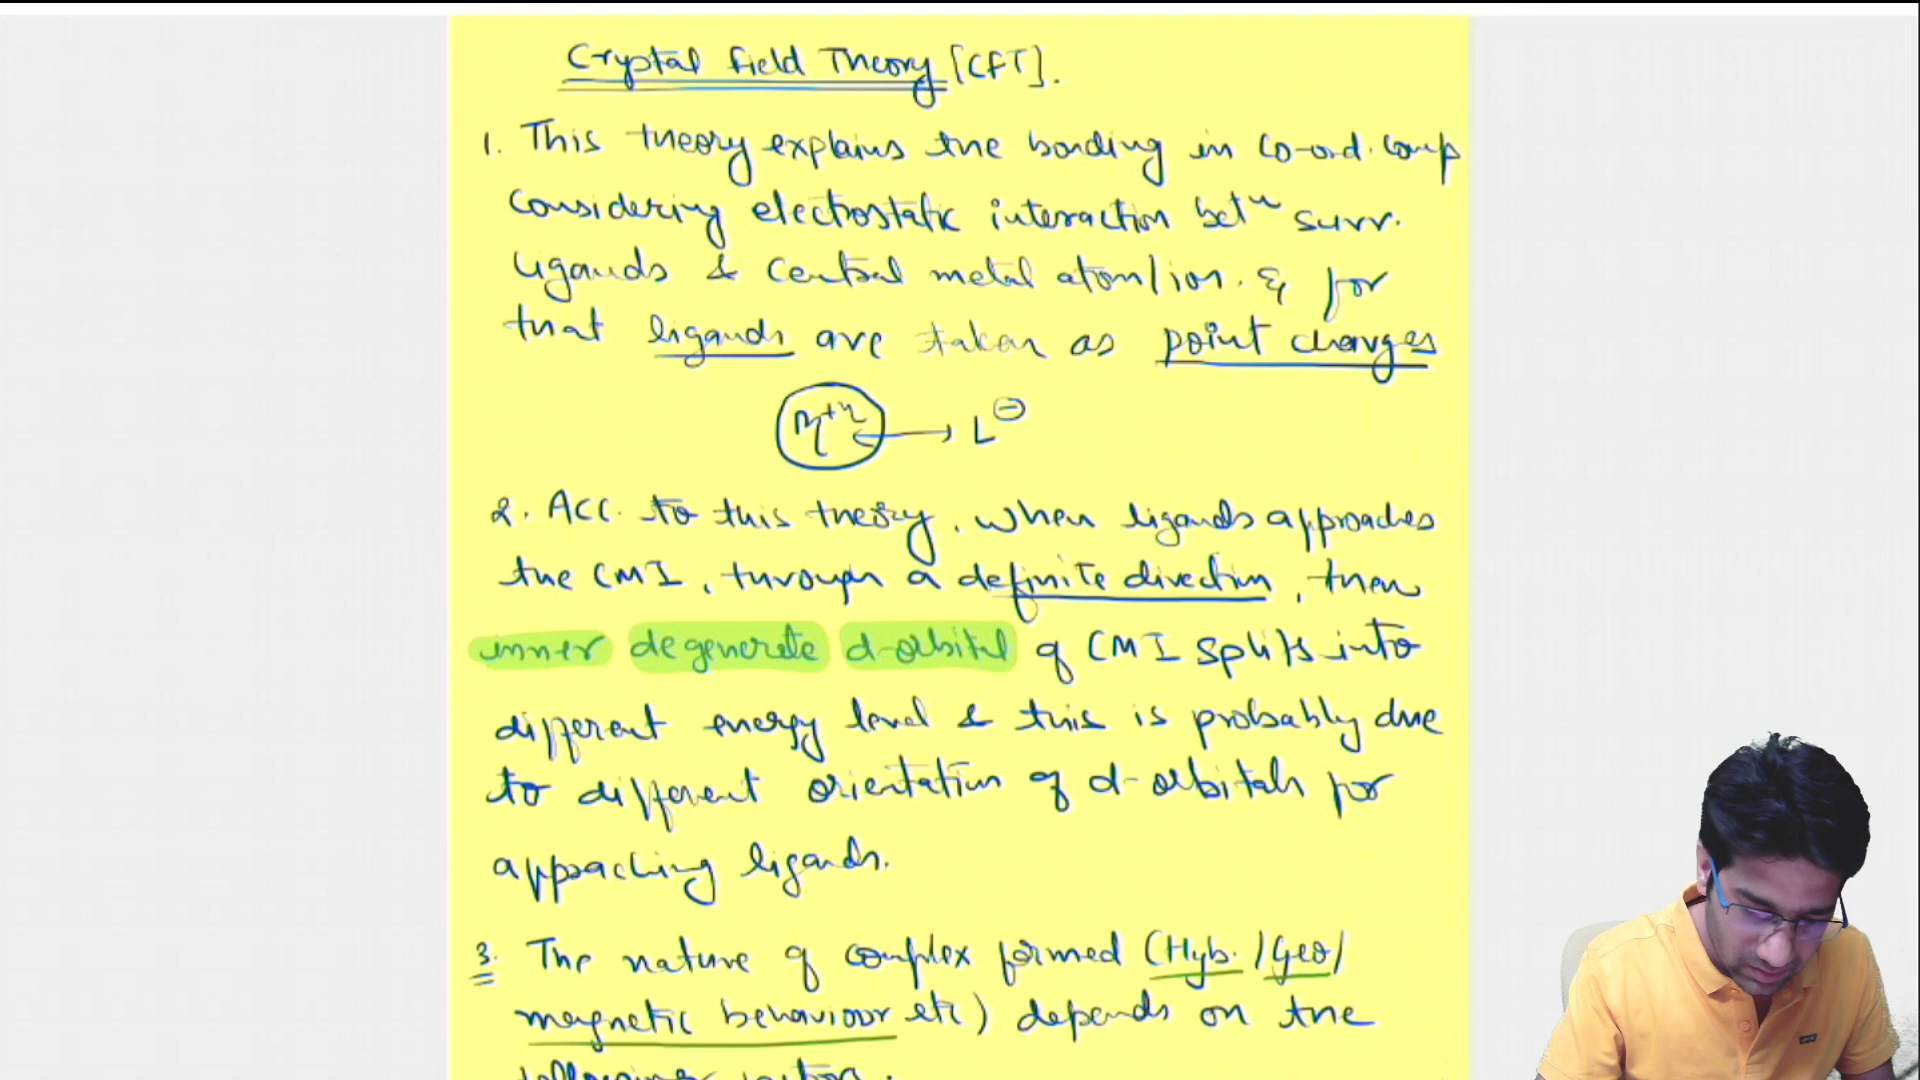 Crystal Field Theory [CFT].
1. This theory explains the bonding in co-ord. comp
considering electrostatic interaction betn surr.
ligands & central metal atom/ion. & for
that ligands are taken as point charges
M+n L⊖
2. Acc. to this theory, when ligands approaches
the CMI, through a definite direction, then
inner degenerate d-orbital of CMI splits into
different energy level & this is probably due
to different orientation of d-orbitals for
approaching ligands.
3. The nature of complex formed (Hyb. / Geo/
magnetic behaviour etc) depends on the